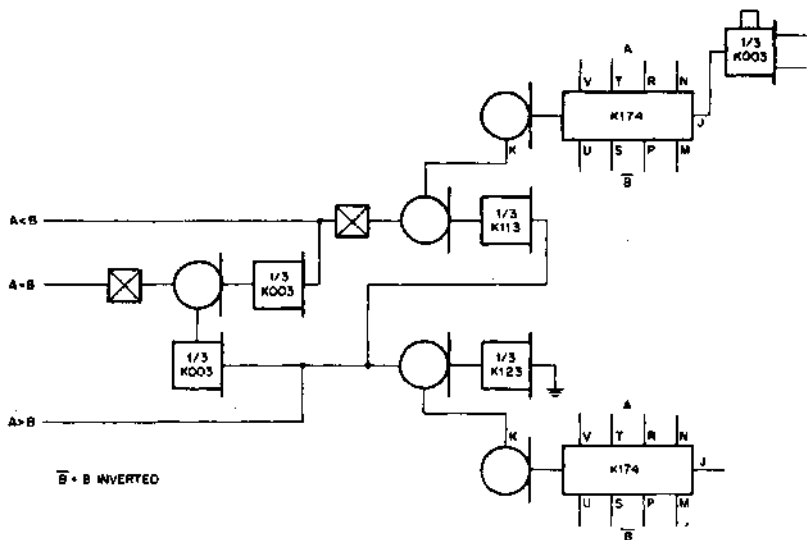 A
1/3
K003
V T R N
K174
J
K
U S P M
B̅
A<B
1/3
K113
A=B
1/3
K003
1/3
K003
1/3
K123
A>B
A
K
V T R N
K174
J
U S P M
B̅
B̅ = B INVERTED